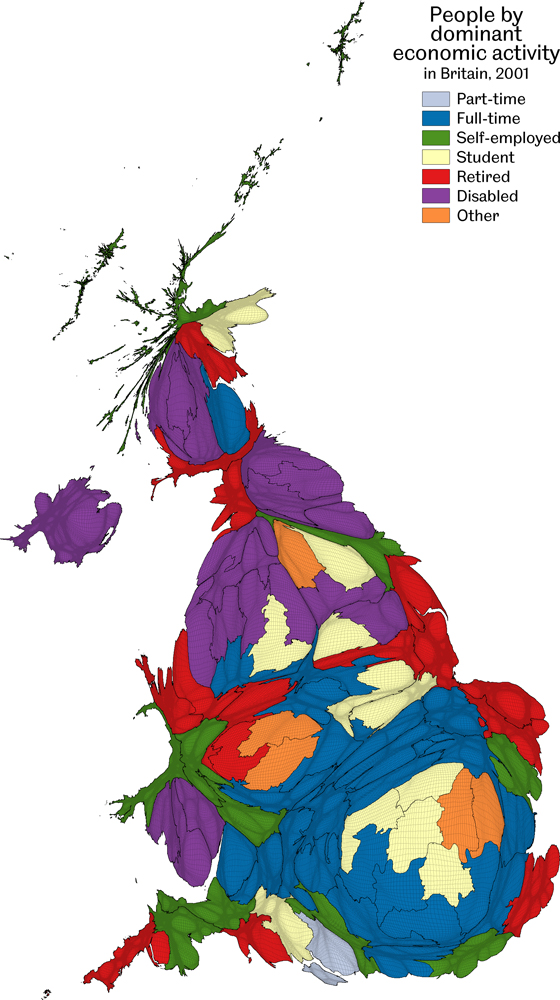 People by
dominant
economic activity
in Britain, 2001
Part-time
Full-time
Self-employed
Student
Retired
Disabled
Other